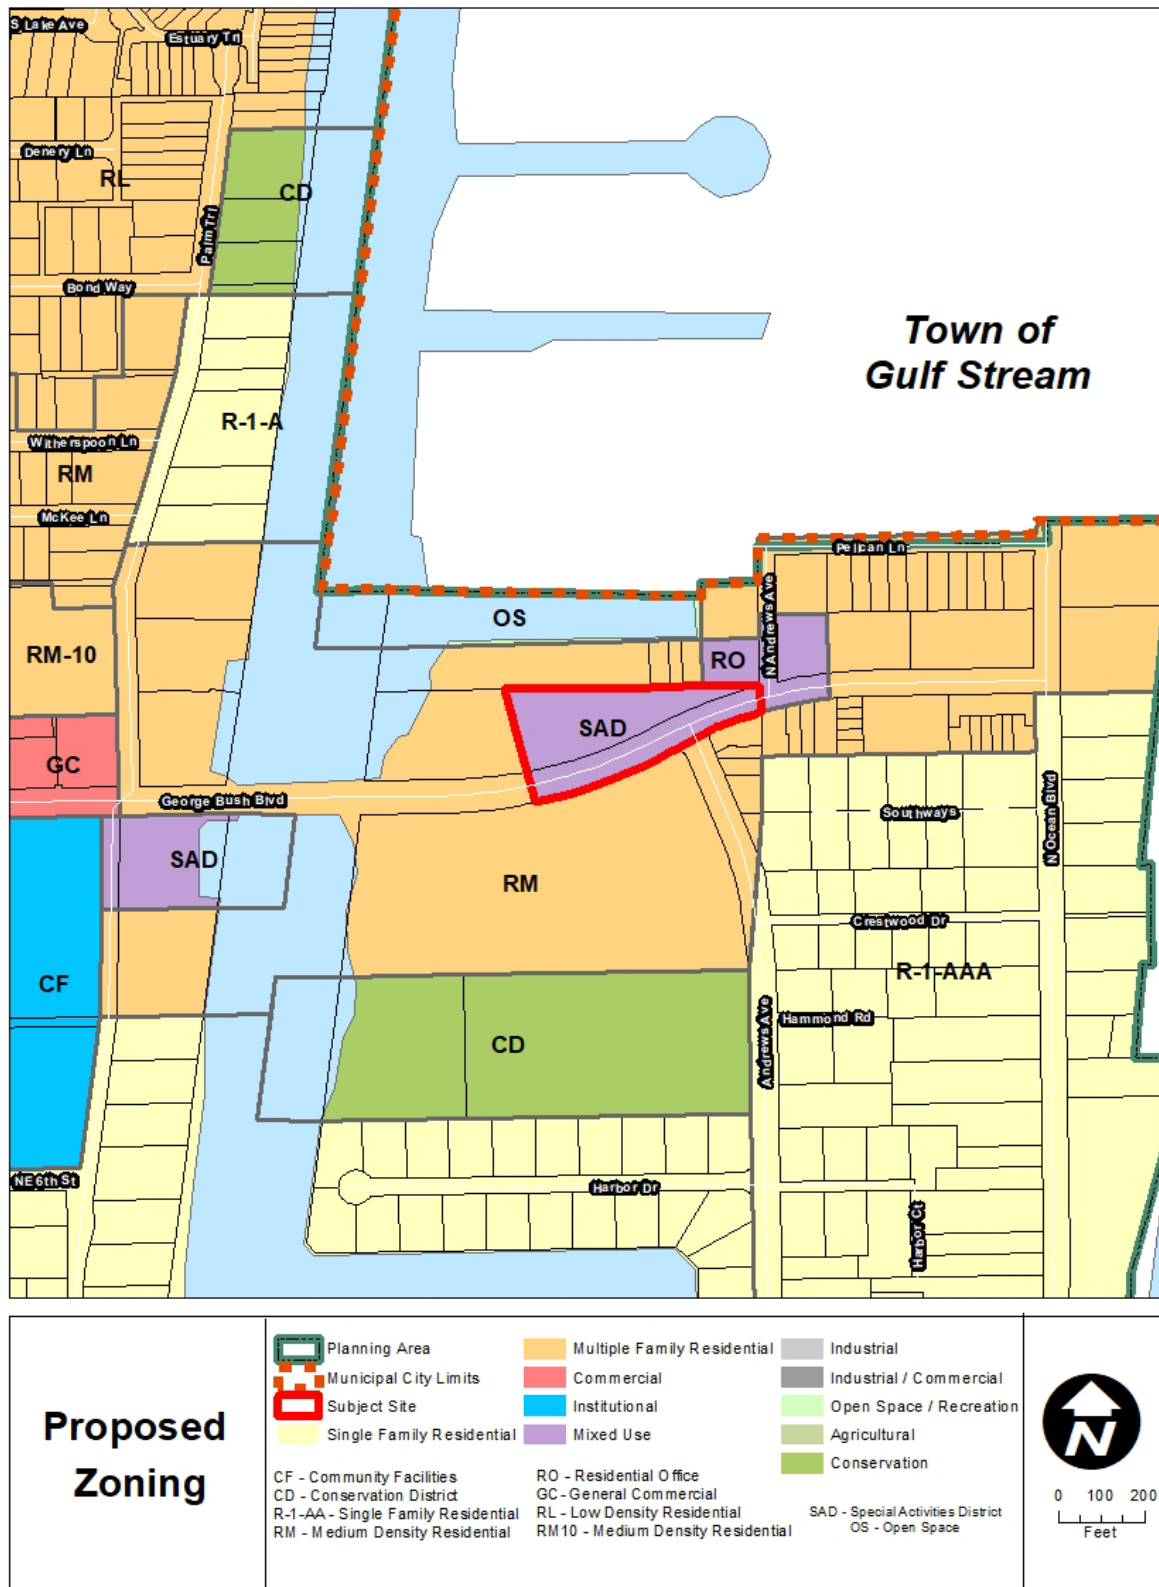 S Lake Ave
Estuary Trl
Denery Ln
RL
CD
Palm Trl
Bond Way
Town of
Gulf Stream
R-1-A
Witherspoon Ln
RM
McKee Ln
Pelican Ln
OS
N Andrews Ave
RM-10
RO
SAD
GC
George Bush Blvd
Southways
N Ocean Blvd
SAD
RM
Crestwood Dr
R-1-AAA
CF
Hammond Rd
CD
Andrews Ave
NE 6th St
Harbor Dr
Harbor Ct
Proposed
Zoning
Planning Area
Municipal City Limits
Subject Site
Single Family Residential
Multiple Family Residential
Commercial
Institutional
Mixed Use
Industrial
Industrial / Commercial
Open Space / Recreation
Agricultural
Conservation
CF - Community Facilities
CD - Conservation District
R-1-AA - Single Family Residential
RM - Medium Density Residential
RO - Residential Office
GC - General Commercial
RL - Low Density Residential
RM10 - Medium Density Residential
SAD - Special Activities District
OS - Open Space
N
0 100 200
Feet